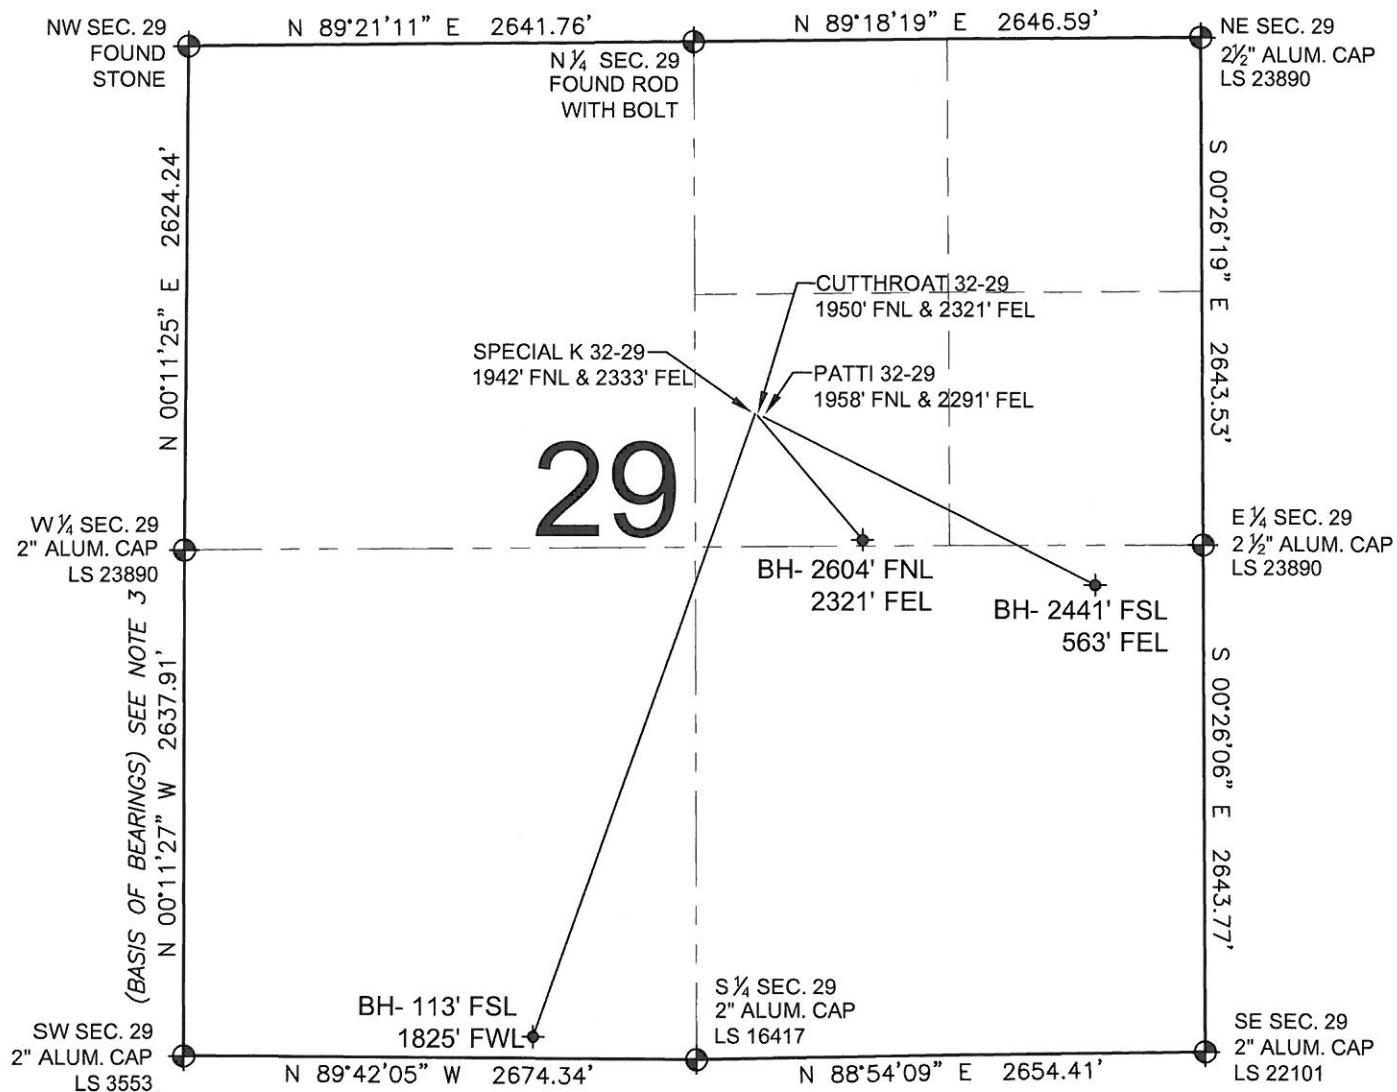 N 89°21'11" E 2641.76'
N 89°18'19" E 2646.59'
NW SEC. 29
FOUND
STONE
N ¼ SEC. 29
FOUND ROD
WITH BOLT
NE SEC. 29
2½" ALUM. CAP
LS 23890
N 00°11'25" E 2624.24'
S 00°26'19" E 2643.53'
CUTTHROAT 32-29
1950' FNL & 2321' FEL
SPECIAL K 32-29
1942' FNL & 2333' FEL
PATTI 32-29
1958' FNL & 2291' FEL
29
W ¼ SEC. 29
2" ALUM. CAP
LS 23890
E ¼ SEC. 29
2 ½" ALUM. CAP
LS 23890
BH- 2604' FNL
2321' FEL
BH- 2441' FSL
563' FEL
(BASIS OF BEARINGS) SEE NOTE 3
N 00°11'27" W 2637.91'
S 00°26'06" E 2643.77'
BH- 113' FSL
1825' FWL
S ¼ SEC. 29
2" ALUM. CAP
LS 16417
SW SEC. 29
2" ALUM. CAP
LS 3553
SE SEC. 29
2" ALUM. CAP
LS 22101
N 89°42'05" W 2674.34'
N 88°54'09" E 2654.41'